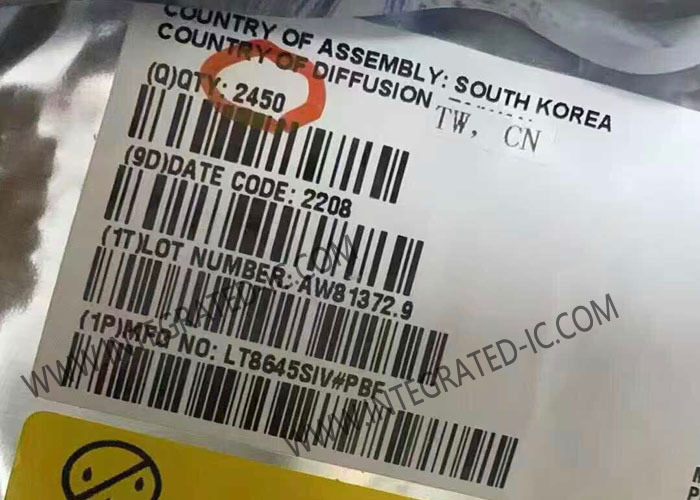 COUNTRY OF ASSEMBLY: SOUTH KOREA
COUNTRY OF DIFFUSION
TW, CN
(Q)QTY: 2450
(9D)DATE CODE: 2208
(1T)LOT NUMBER: AW81372.9
(1P)MFG NO: LT8645SIV#PBF
WWW.INTEGRATED-IC.COM
WWW.INTEGRATED-IC.COM